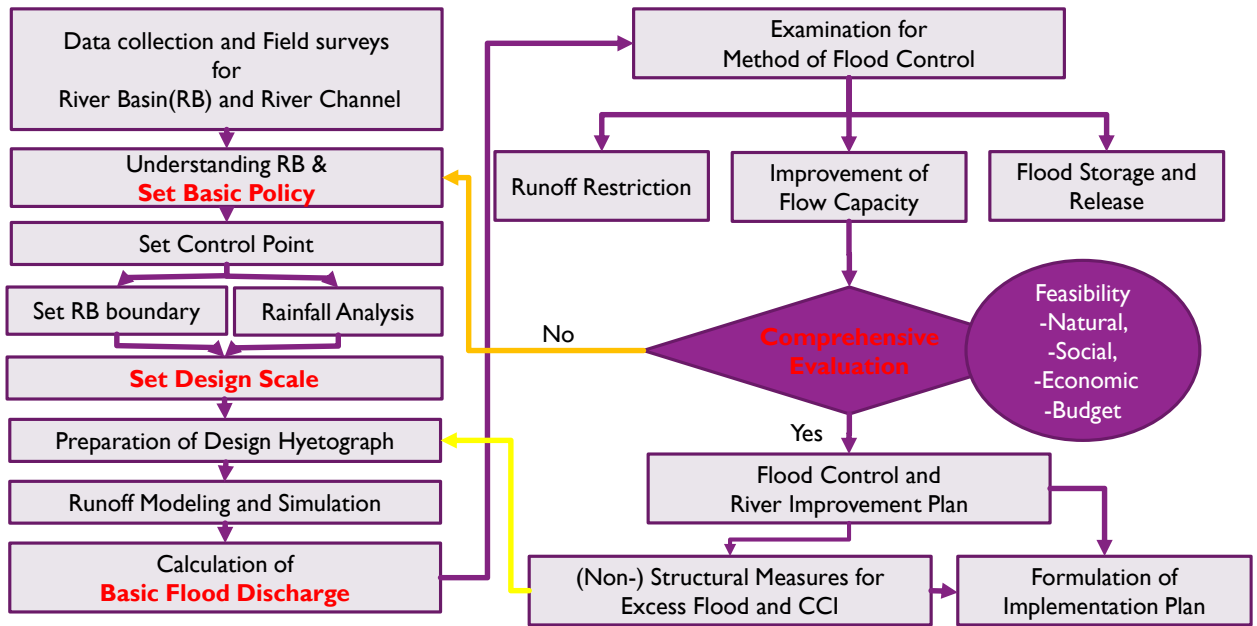 Data collection and Field surveys
for
River Basin(RB) and River Channel
Understanding RB &
Set Basic Policy
Set Control Point
Set RB boundary
Rainfall Analysis
Set Design Scale
Preparation of Design Hyetograph
Runoff Modeling and Simulation
Calculation of
Basic Flood Discharge
Examination for
Method of Flood Control
Runoff Restriction
Improvement of
Flow Capacity
Flood Storage and
Release
No
Comprehensive
Evaluation
Feasibility
-Natural,
-Social,
-Economic
-Budget
Yes
Flood Control and
River Improvement Plan
(Non-) Structural Measures for
Excess Flood and CCI
Formulation of
Implementation Plan